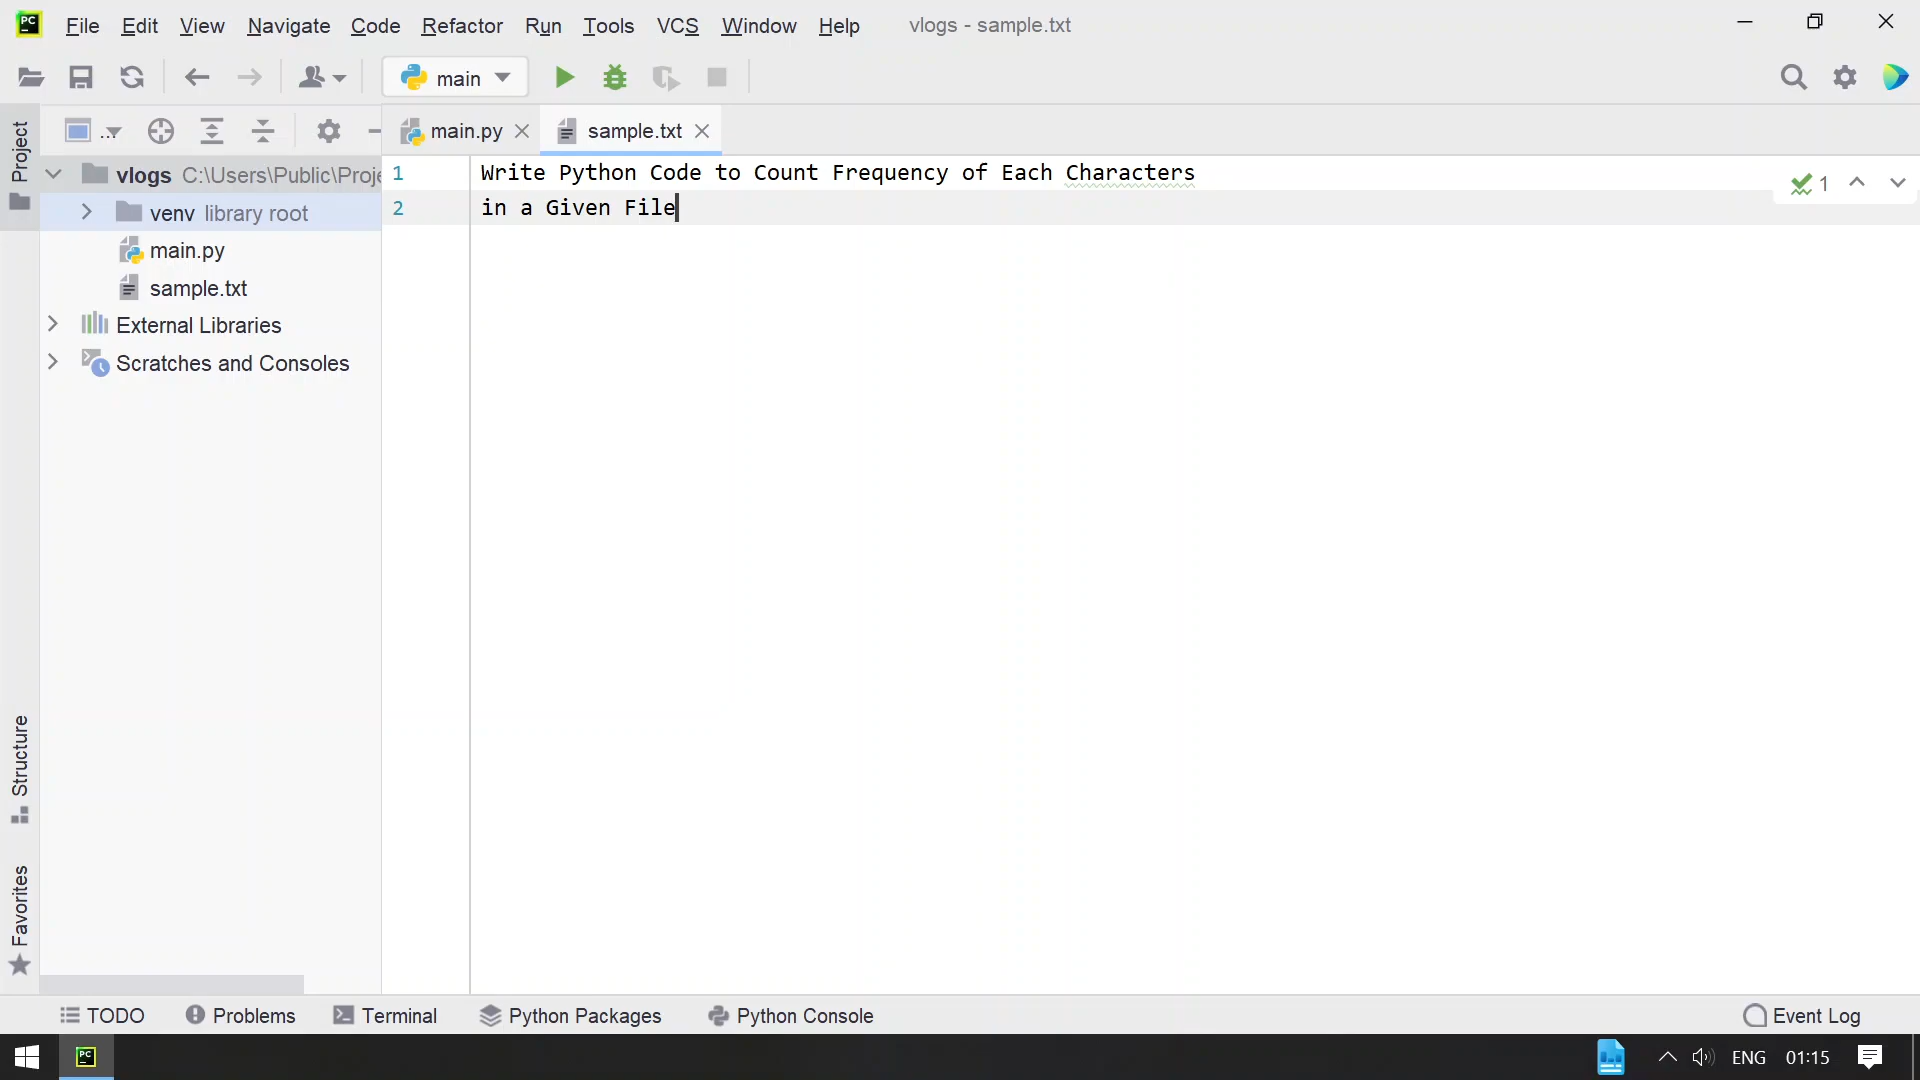 File Edit View Navigate Code Refactor Run Tools VCS Window Help vlogs - sample.txt
main
Project
... main.py sample.txt
vlogs C:\Users\Public\Proje
venv library root
main.py
sample.txt
External Libraries
Scratches and Consoles
1 Write Python Code to Count Frequency of Each Characters
2 in a Given File
1
Structure
Favorites
TODO Problems Terminal Python Packages Python Console Event Log
PC
PC
ENG 01:15